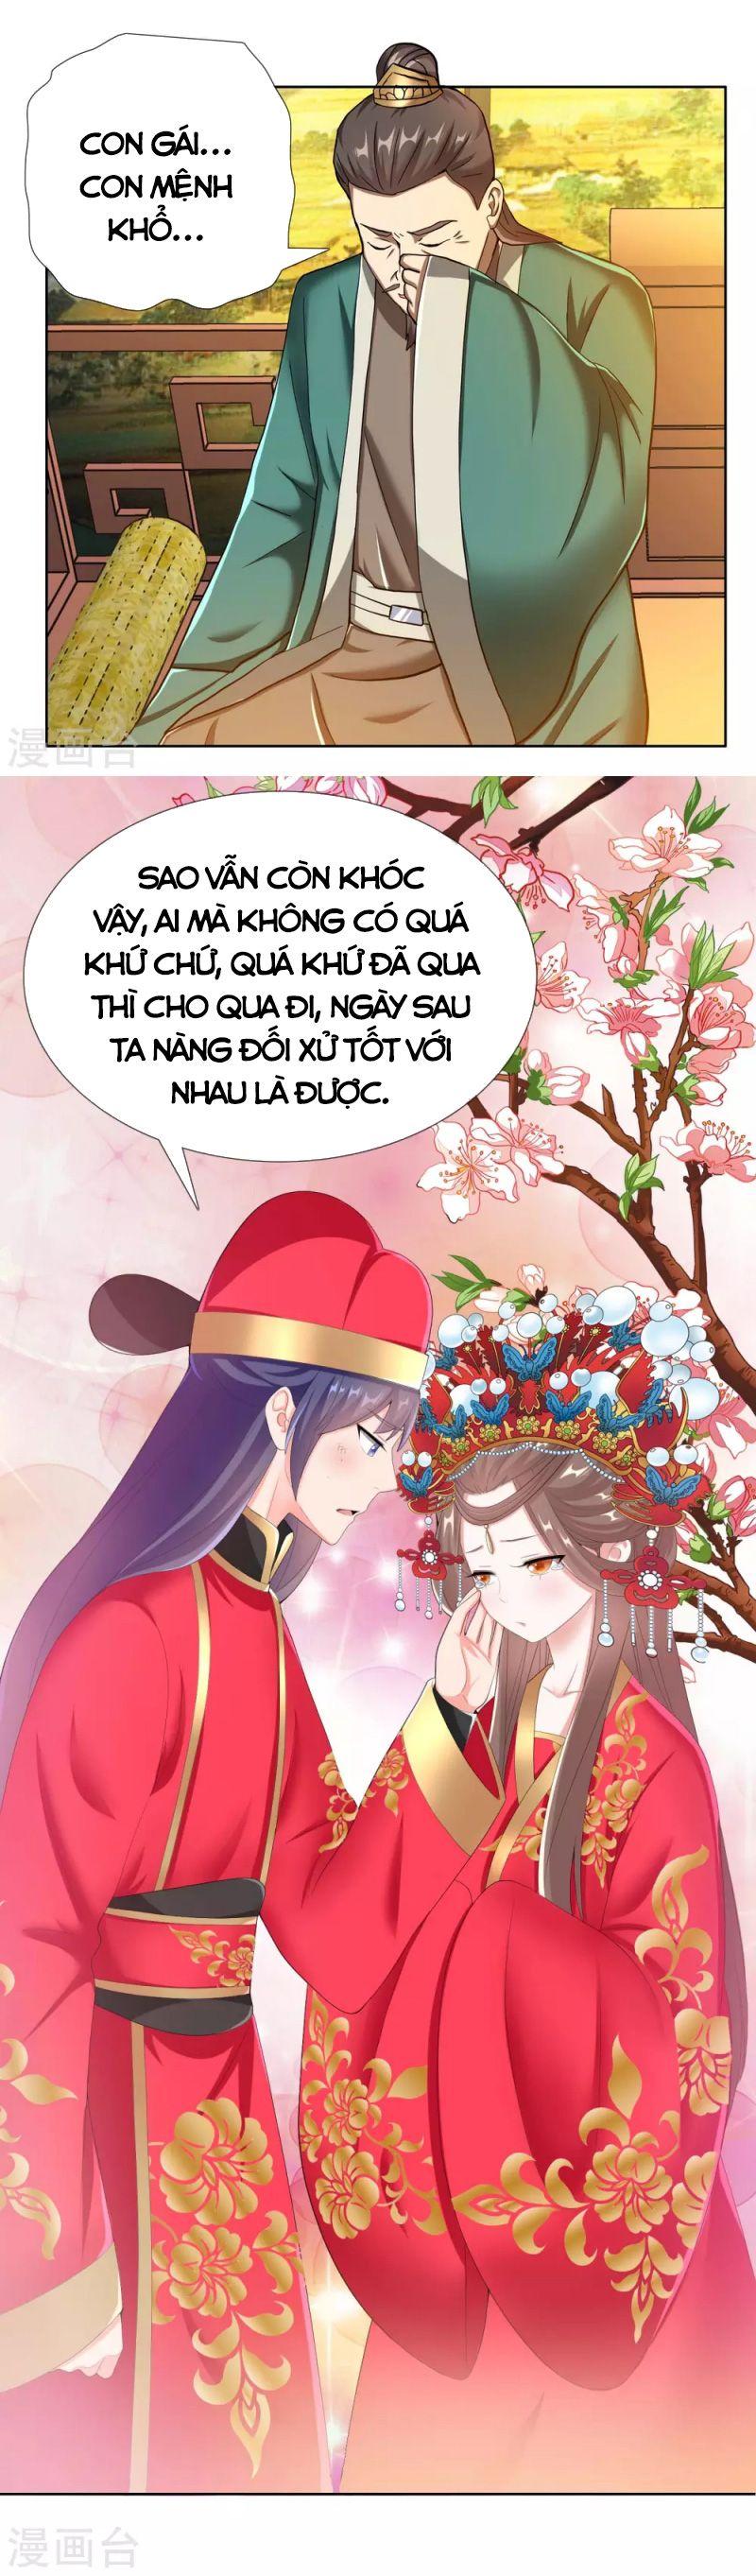 CON GÁI...
CON MỆNH
KHỔ...
漫画台
SAO VẪN CÒN KHÓC
VẬY, AI MÀ KHÔNG CÓ QUÁ
KHỨ CHỨ, QUÁ KHỨ ĐÃ QUA
THÌ CHO QUA ĐI, NGÀY SAU
TA NÀNG ĐỐI XỬ TỐT VỚI
NHAU LÀ ĐƯỢC.
漫画台